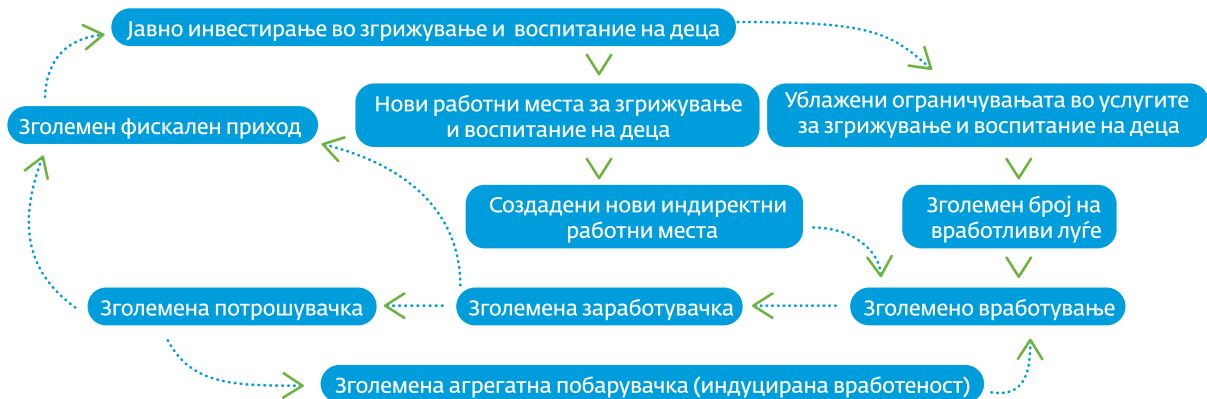 Јавно инвестирање во згрижување и воспитание на деца
Нови работни места за згрижување
и воспитание на деца
Ублажени ограничувањата во услугите
за згрижување и воспитание на деца
Зголемен фискален приход
Создадени нови индиректни
работни места
Зголемен број на
вработливи луѓе
Зголемена потрошувачка
Зголемена заработувачка
Зголемено вработување
Зголемена агрегатна побарувачка (индуцирана вработеност)